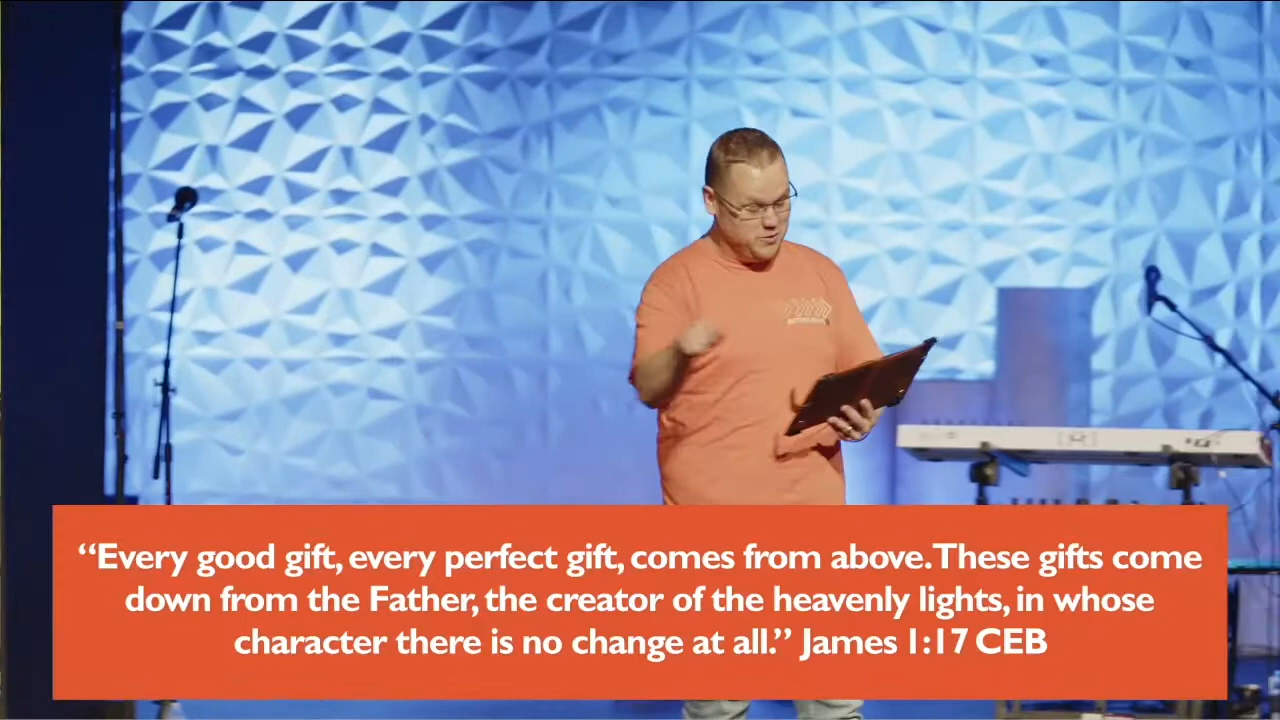 “Every good gift, every perfect gift, comes from above. These gifts come
down from the Father, the creator of the heavenly lights, in whose
character there is no change at all.” James 1:17 CEB